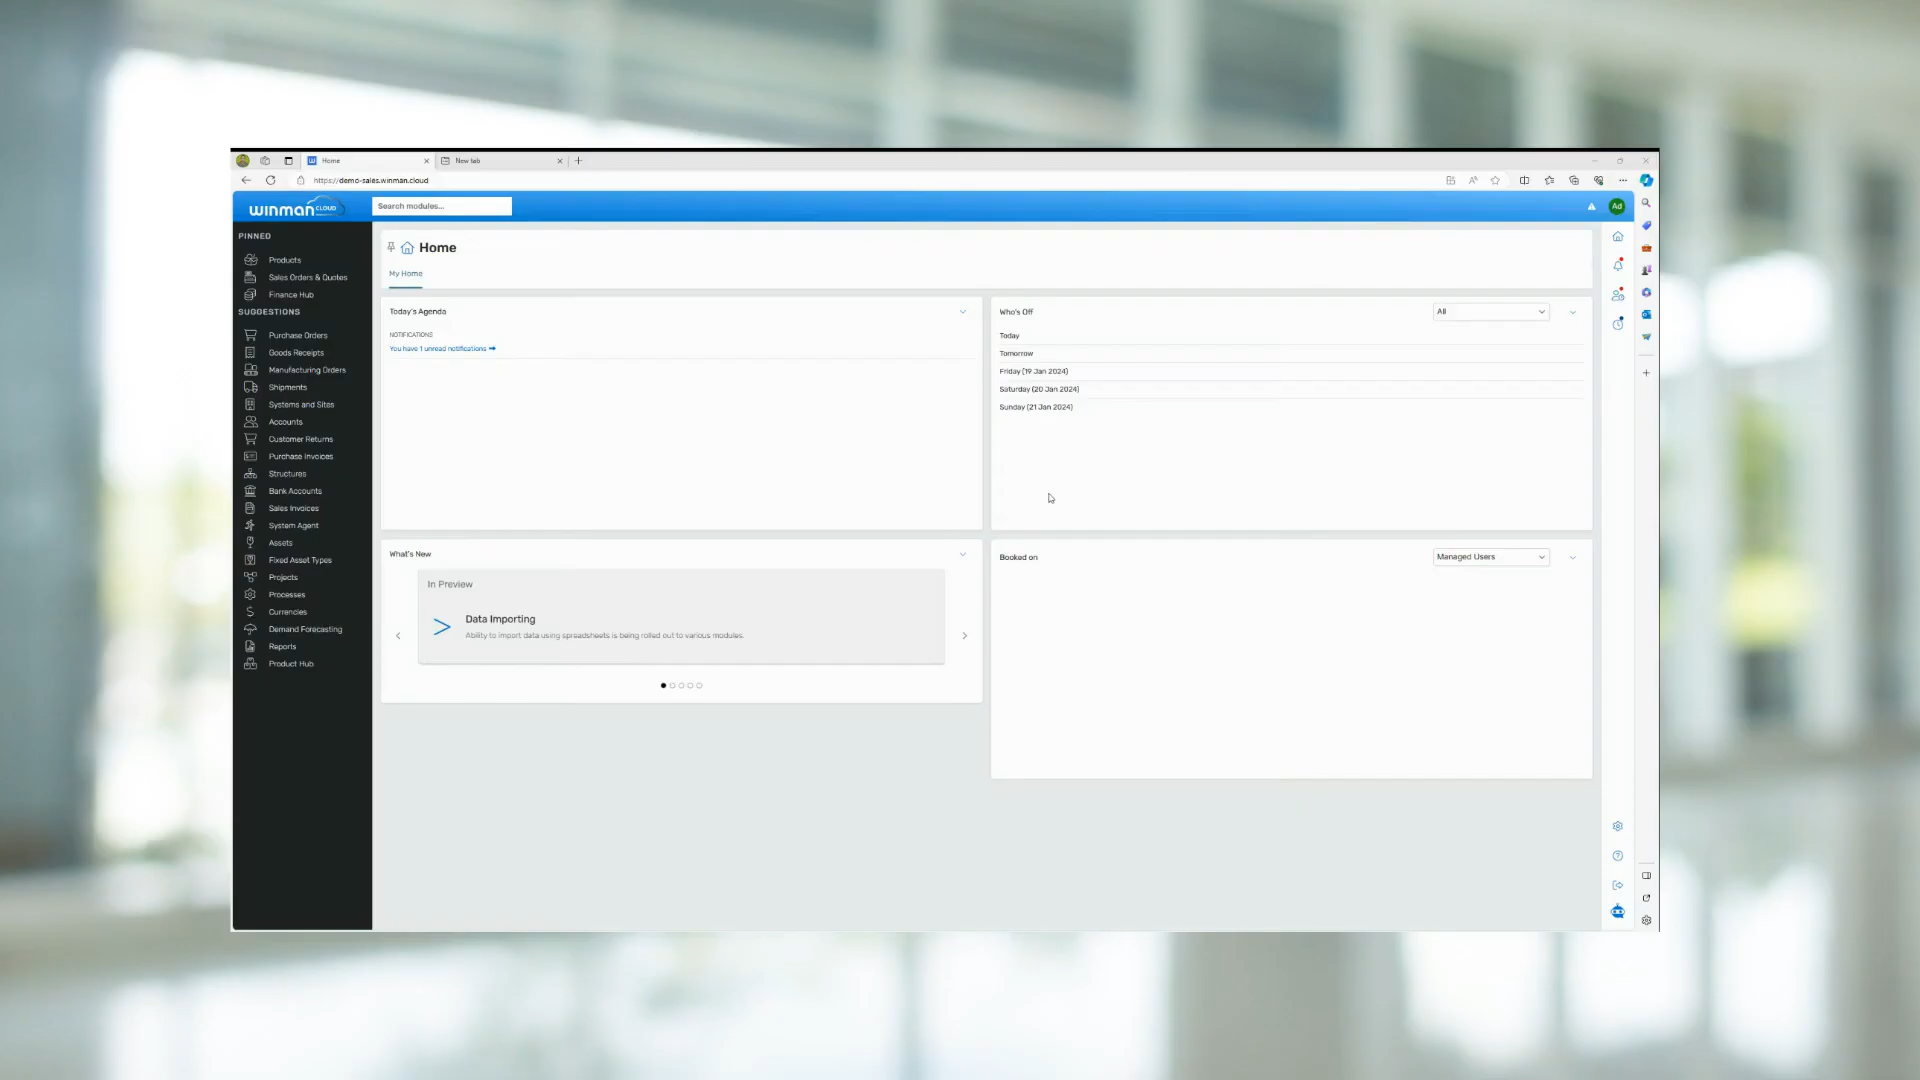 Home
New tab
https://demo-sales.winman.cloud
winman CLOUD
Search modules...
Ad
PINNED
Products
Sales Orders & Quotes
Finance Hub
SUGGESTIONS
Purchase Orders
Goods Receipts
Manufacturing Orders
Shipments
Systems and Sites
Accounts
Customer Returns
Purchase Invoices
Structures
Bank Accounts
Sales Invoices
System Agent
Assets
Fixed Asset Types
Projects
Processes
Currencies
Demand Forecasting
Reports
Product Hub
Home
My Home
Today's Agenda
NOTIFICATIONS
You have 1 unread notifications
Who's Off
All
Today
Tomorrow
Friday (19 Jan 2024)
Saturday (20 Jan 2024)
Sunday (21 Jan 2024)
What's New
In Preview
Data Importing
Ability to import data using spreadsheets is being rolled out to various modules.
Booked on
Managed Users